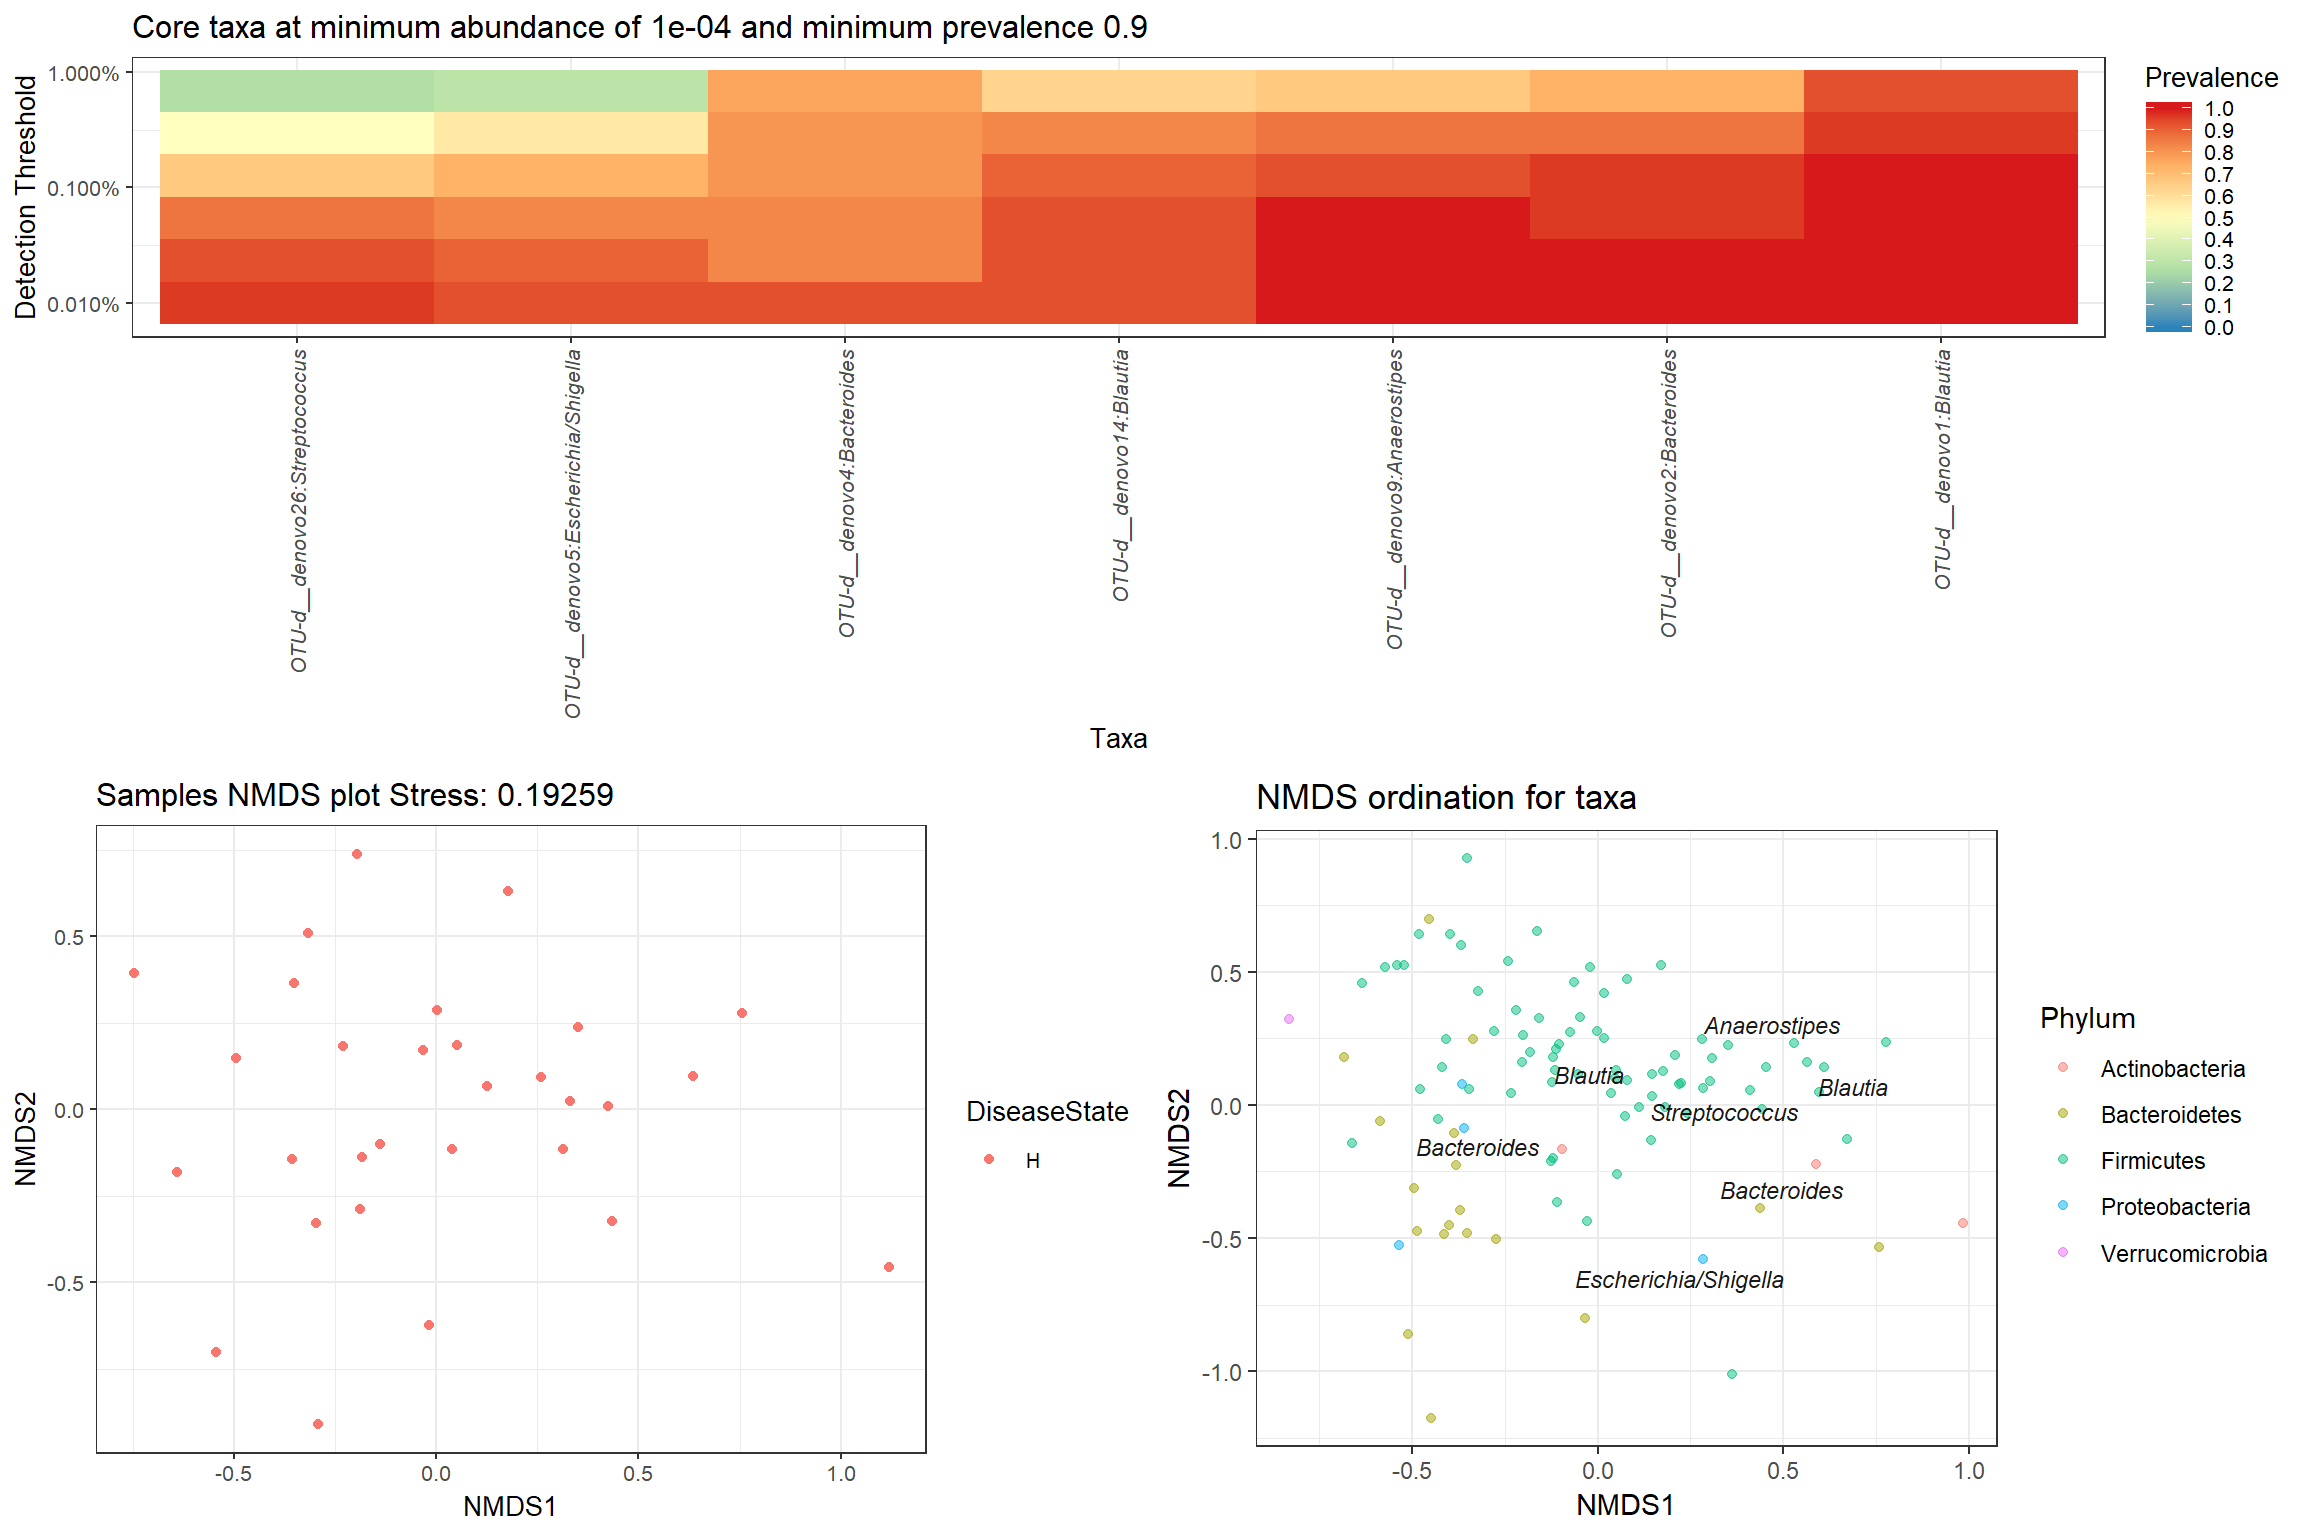 Core taxa at minimum abundance of 1e-04 and minimum prevalence 0.9
Detection Threshold
1.000%
0.100%
0.010%
OTU-d__denovo26:Streptococcus
OTU-d__denovo5:Escherichia/Shigella
OTU-d__denovo4:Bacteroides
OTU-d__denovo14:Blautia
OTU-d__denovo9:Anaerostipes
OTU-d__denovo2:Bacteroides
OTU-d__denovo1:Blautia
Taxa
Prevalence
1.0
0.9
0.8
0.7
0.6
0.5
0.4
0.3
0.2
0.1
0.0
Samples NMDS plot Stress: 0.19259
NMDS2
0.5
0.0
-0.5
-0.5
0.0
0.5
1.0
NMDS1
DiseaseState
H
NMDS ordination for taxa
NMDS2
1.0
0.5
0.0
-0.5
-1.0
Anaerostipes
Blautia
Blautia
Streptococcus
Bacteroides
Bacteroides
Escherichia/Shigella
-0.5
0.0
0.5
1.0
NMDS1
Phylum
Actinobacteria
Bacteroidetes
Firmicutes
Proteobacteria
Verrucomicrobia